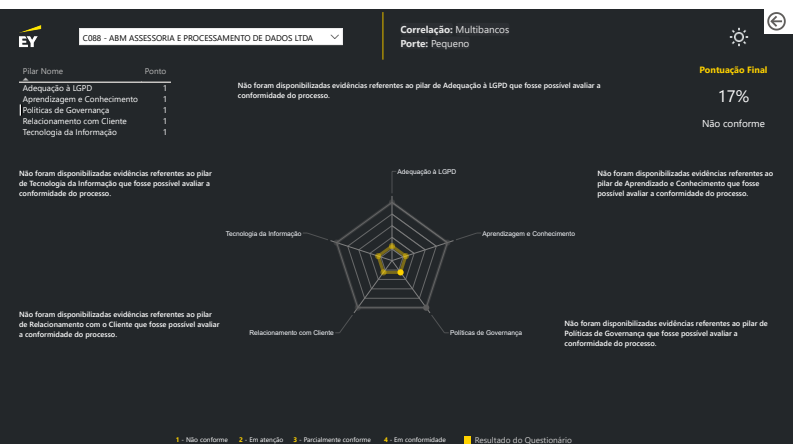 EY
C088 - ABM ASSESSORIA E PROCESSAMENTO DE DADOS LTDA
Correlação: Multibancos
Porte: Pequeno
Pilar Nome Ponto
Adequação à LGPD 1
Aprendizagem e Conhecimento 1
Políticas de Governança 1
Relacionamento com Cliente 1
Tecnologia da Informação 1
Não foram disponibilizadas evidências referentes ao pilar de Adequação à LGPD que fosse possível avaliar a
conformidade do processo.
Pontuação Final
17%
Não conforme
Não foram disponibilizadas evidências referentes ao pilar
de Tecnologia da Informação que fosse possível avaliar a
conformidade do processo.
Adequação à LGPD
Não foram disponibilizadas evidências referentes ao
pilar de Aprendizado e Conhecimento que fosse
possível avaliar a conformidade do processo.
Tecnologia da Informação
Aprendizagem e Conhecimento
Não foram disponibilizadas evidências referentes ao pilar
de Relacionamento com o Cliente que fosse possível avaliar
a conformidade do processo.
Relacionamento com Cliente
Políticas de Governança
Não foram disponibilizadas evidências referentes ao pilar de
Políticas de Governança que fosse possível avaliar a
conformidade do processo.
1 - Não conforme 2 - Em atenção 3 - Parcialmente conforme 4 - Em conformidade Resultado do Questionário